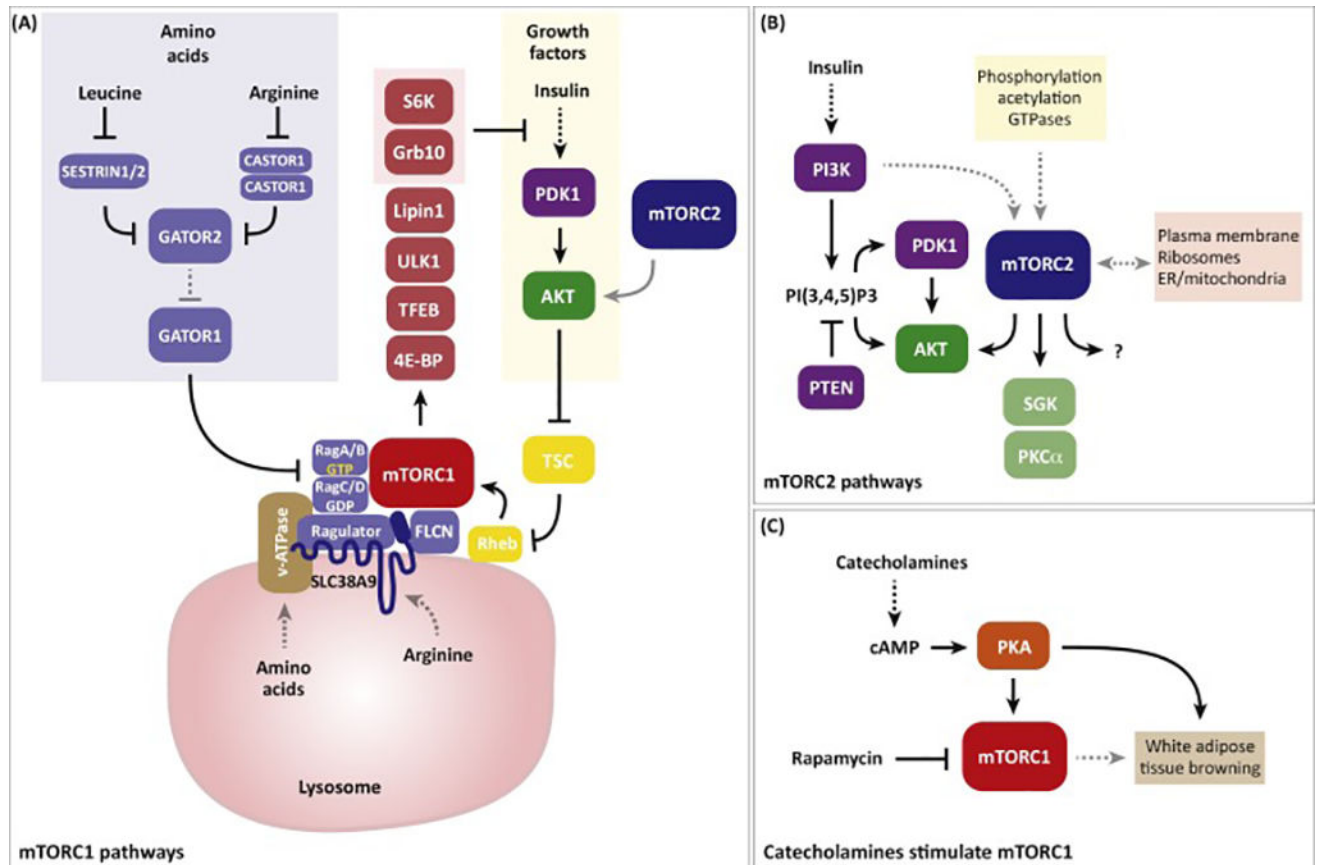 (A)
Amino
acids
Leucine
Arginine
SESTRIN1/2
CASTOR1
CASTOR1
GATOR2
GATOR1
S6K
Grb10
Lipin1
ULK1
TFEB
4E-BP
Growth
factors
Insulin
PDK1
mTORC2
AKT
TSC
RagA/B
GTP
RagC/D
GDP
mTORC1
v-ATPase
Ragulator
FLCN
Rheb
SLC38A9
Amino
acids
Arginine
Lysosome
mTORC1 pathways
(B)
Insulin
Phosphorylation
acetylation
GTPases
PI3K
PDK1
mTORC2
Plasma membrane
Ribosomes
ER/mitochondria
PI(3,4,5)P3
AKT
?
PTEN
SGK
PKCα
mTORC2 pathways
(C)
Catecholamines
cAMP
PKA
Rapamycin
mTORC1
White adipose
tissue browning
Catecholamines stimulate mTORC1